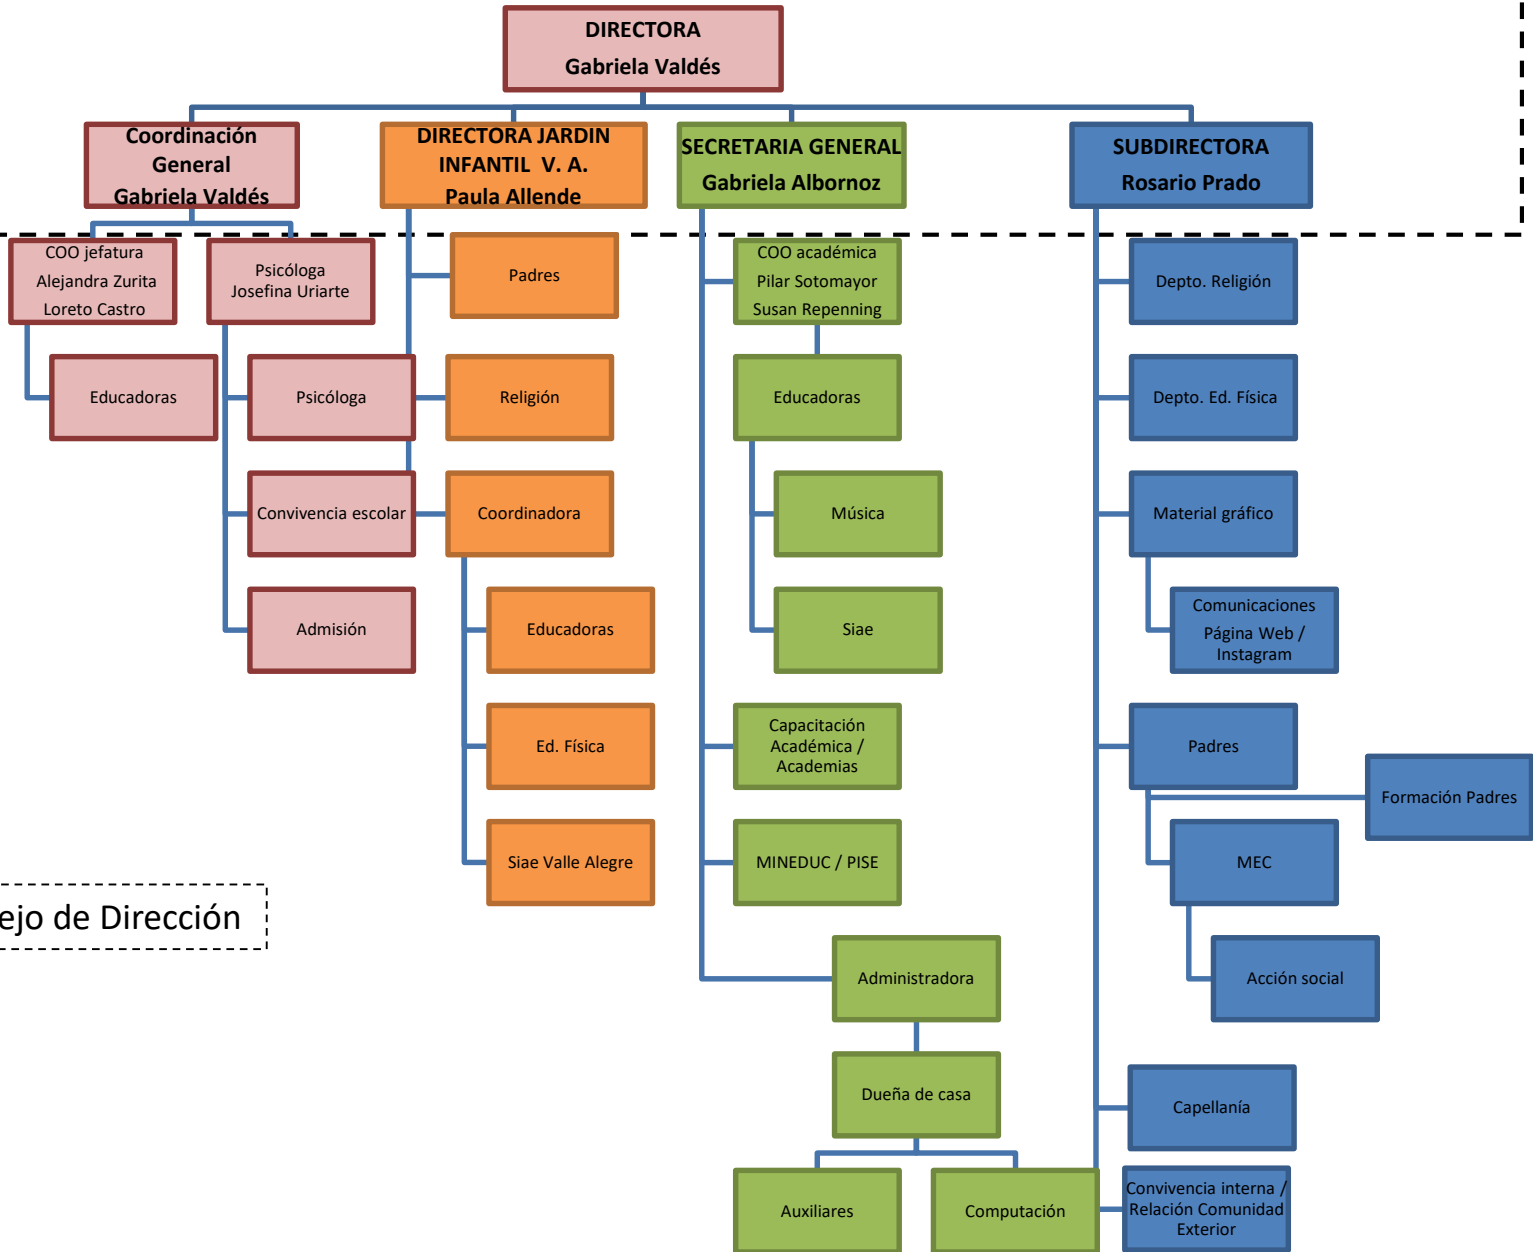 DIRECTORA
Gabriela Valdés
Coordinación
General
Gabriela Valdés
DIRECTORA JARDIN
INFANTIL V. A.
Paula Allende
SECRETARIA GENERAL
Gabriela Albornoz
SUBDIRECTORA
Rosario Prado
COO jefatura
Alejandra Zurita
Loreto Castro
Psicóloga
Josefina Uriarte
Padres
COO académica
Pilar Sotomayor
Susan Repenning
Depto. Religión
Educadoras
Psicóloga
Religión
Educadoras
Depto. Ed. Física
Convivencia escolar
Coordinadora
Música
Material gráfico
Admisión
Educadoras
Siae
Comunicaciones
Página Web /
Instagram
Ed. Física
Capacitación
Académica /
Academias
Padres
Formación Padres
Siae Valle Alegre
MINEDUC / PISE
MEC
ejo de Dirección
Administradora
Acción social
Dueña de casa
Capellanía
Auxiliares
Computación
Convivencia interna /
Relación Comunidad
Exterior